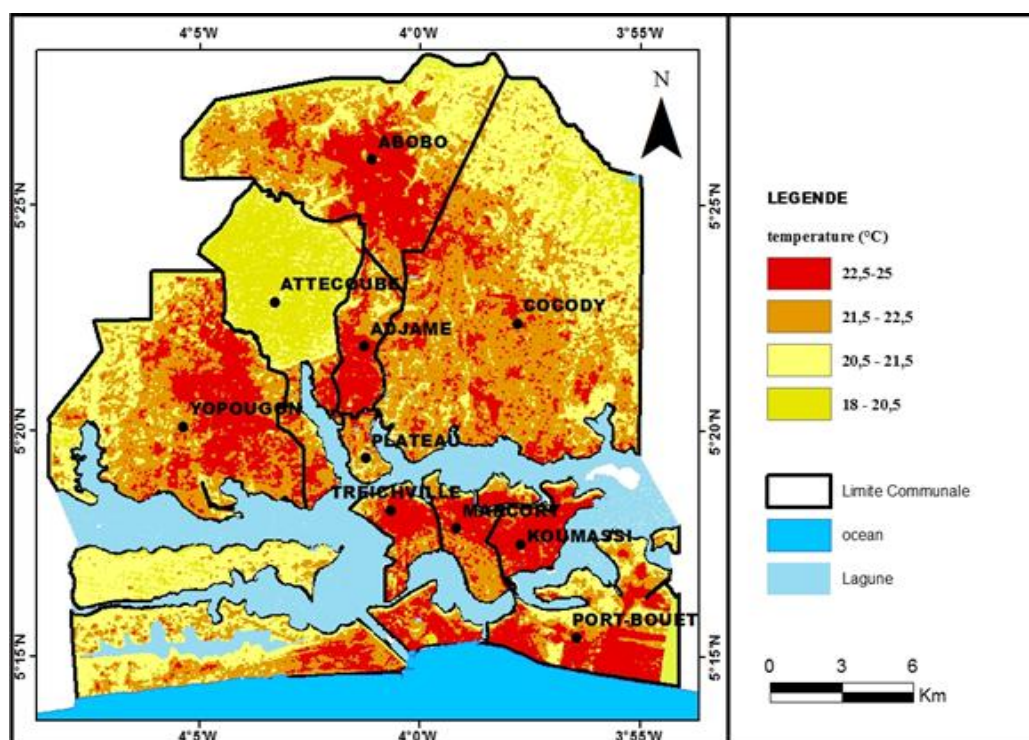 4°5'W 4°0'W 3°55'W
N
ABOBO
5°25'N 5°25'N
ATTECOUBE
COCODY
ADJAME
YOPOUGON
5°20'N 5°20'N
PLATEAU
TREICHVILLE
MARCORY
KOUMASSI
PORT-BOUET
5°15'N 5°15'N
4°5'W 4°0'W 3°55'W
LEGENDE
temperature (°C)
22,5-25
21,5 - 22,5
20,5 - 21,5
18 - 20,5
Limite Communale
ocean
Lagune
0 3 6
Km